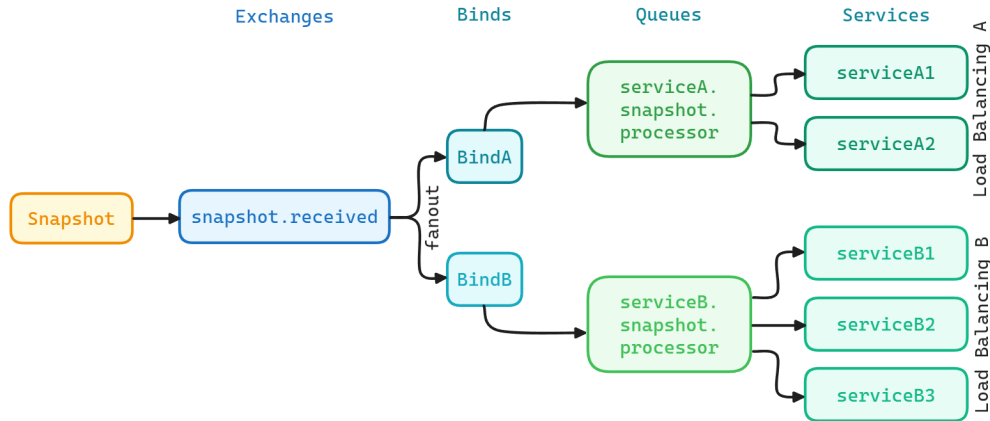 Exchanges
Binds
Queues
Services
Snapshot
snapshot.received
fanout
BindA
BindB
serviceA.
snapshot.
processor
serviceB.
snapshot.
processor
serviceA1
serviceA2
Load Balancing A
serviceB1
serviceB2
serviceB3
Load Balancing B